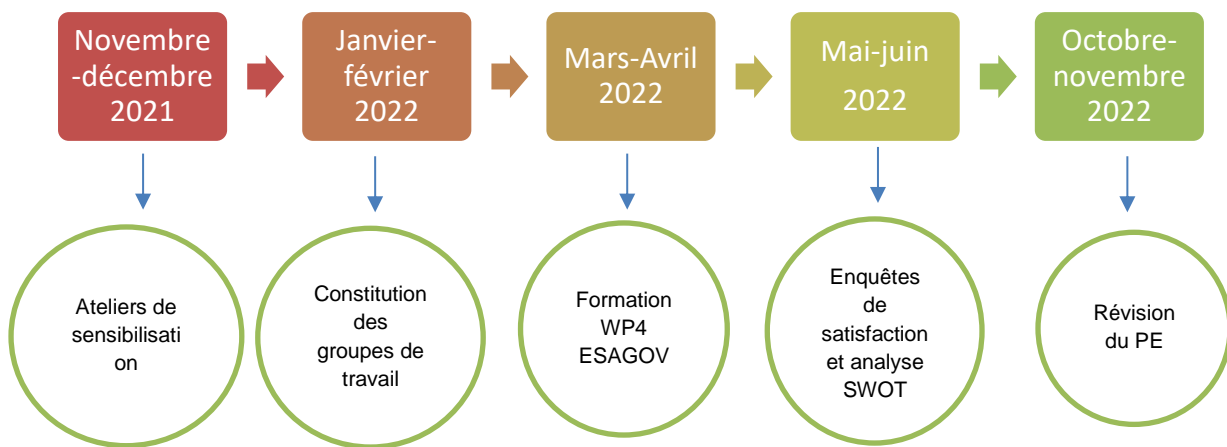 Novembre
-décembre
2021
Janvier-
février
2022
Mars-Avril
2022
Mai-juin
2022
Octobre-
novembre
2022
Ateliers de
sensibilisati
on
Constitution
des
groupes de
travail
Formation
WP4
ESAGOV
Enquêtes
de
satisfaction
et analyse
SWOT
Révision
du PE